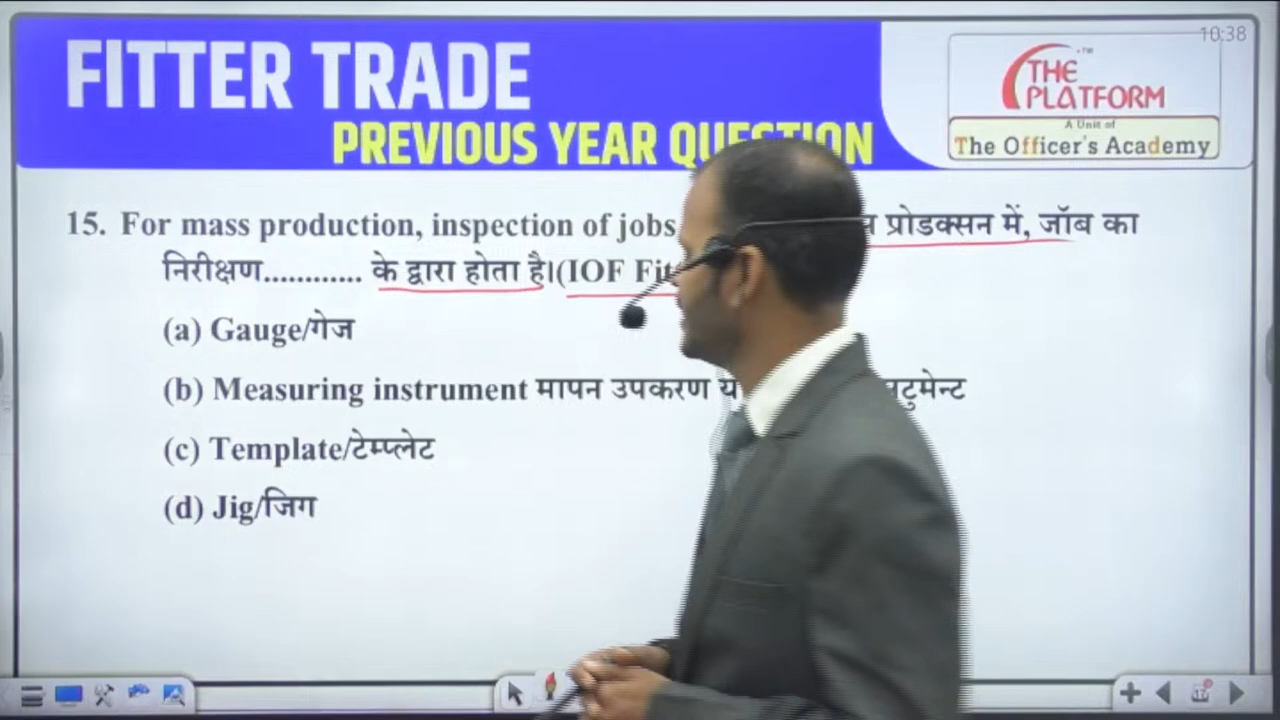 10:38
FITTER TRADE
PREVIOUS YEAR QUESTION
THE
PLATFORM
A Unit of
The Officer's Academy
15. For mass production, inspection of jobs प्रोडक्सन में, जॉब का
निरीक्षण............ के द्वारा होता है।(IOF
(a) Gauge/गेज
(b) Measuring instrument मापन उपकरण
(c) Template/टेम्प्लेट
(d) Jig/जिग